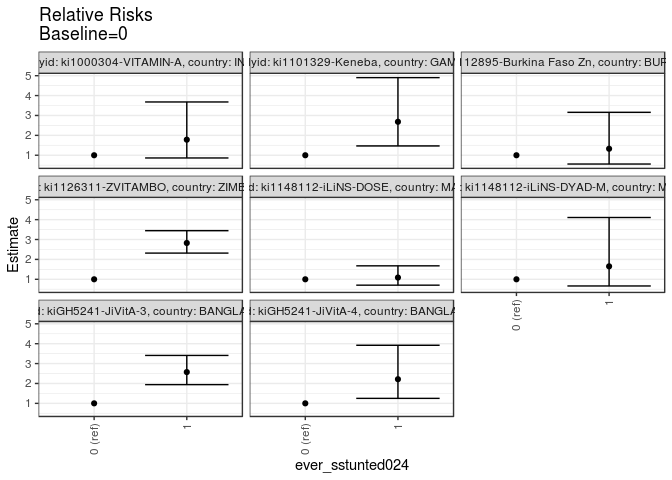 Relative Risks
Baseline=0
yid: ki1000304-VITAMIN-A, country: IN
yid: ki1101329-Keneba, country: GAM
112895-Burkina Faso Zn, country: BUR
5
4
3
2
1
: ki1126311-ZVITAMBO, country: ZIMB
d: ki1148112-iLiNS-DOSE, country: MA
: ki1148112-iLiNS-DYAD-M, country: M
5
4
3
2
1
Estimate
d: kiGH5241-JiVitA-3, country: BANGLA
d: kiGH5241-JiVitA-4, country: BANGLA
5
4
3
2
1
0 (ref)
1
0 (ref)
1
0 (ref)
1
ever_sstunted024